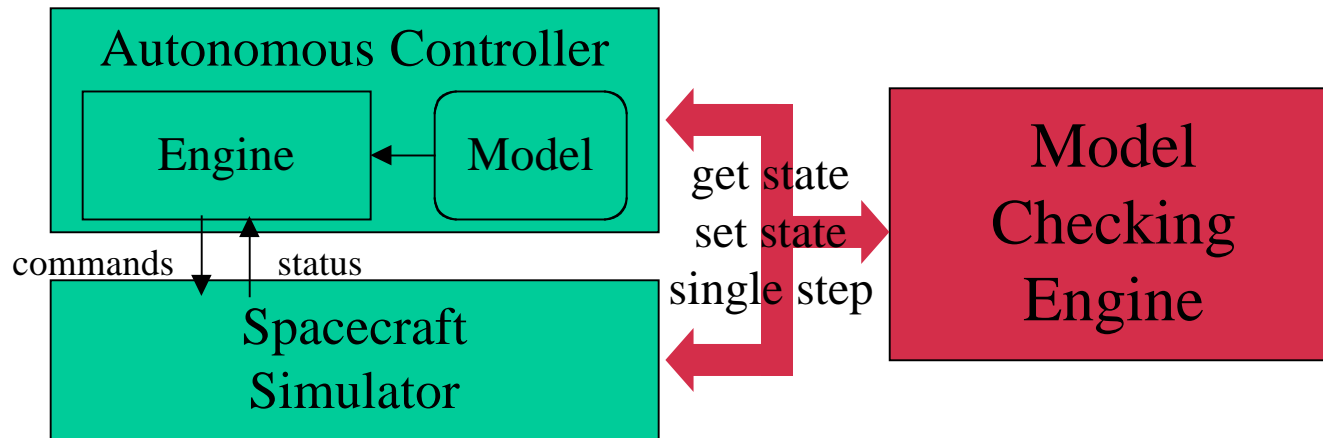 Autonomous Controller
Engine
Model
commands
status
Spacecraft
Simulator
get state
set state
single step
Model
Checking
Engine